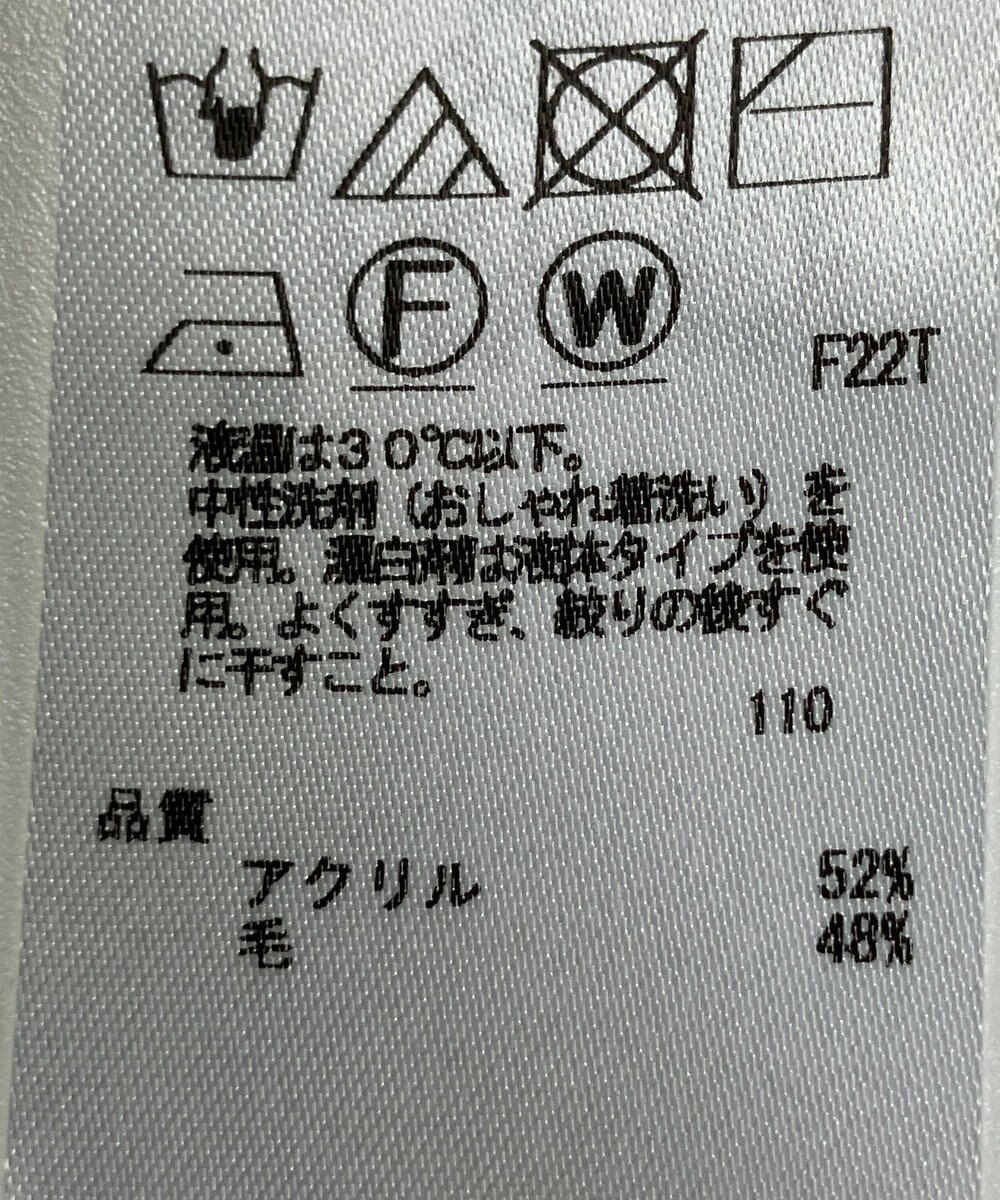 F W
F22T
液温は30℃以下。
中性洗剤（おしゃれ着洗い）を
使用。漂白剤は液体タイプを使
用。よくすすぎ、絞りの後すぐ
に干すこと。
110
品質
アクリル 52%
毛 48%